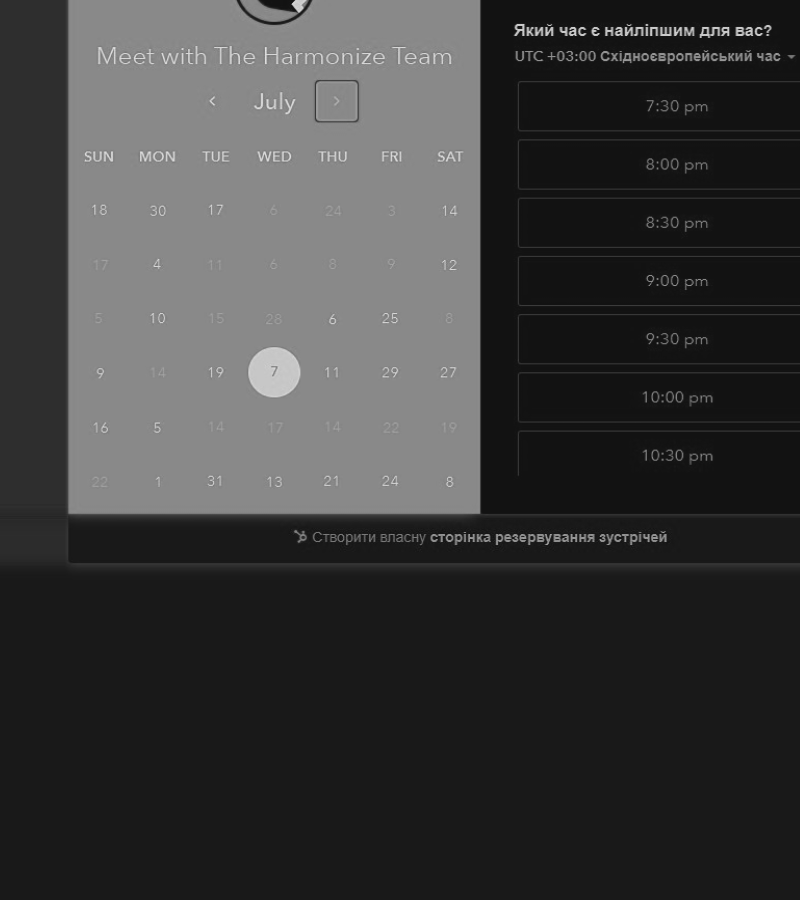 Meet with The Harmonize Team
July
SUN MON TUE WED THU FRI SAT
18 30 17 6 24 3 14
17 4 11 6 8 9 12
5 10 15 28 6 25 8
9 14 19 7 11 29 27
16 5 14 17 14 22 19
22 1 31 13 21 24 8
Який час є найліпшим для вас?
UTC +03:00 Східноєвропейський час
7:30 pm
8:00 pm
8:30 pm
9:00 pm
9:30 pm
10:00 pm
10:30 pm
Створити власну сторінка резервування зустрічей